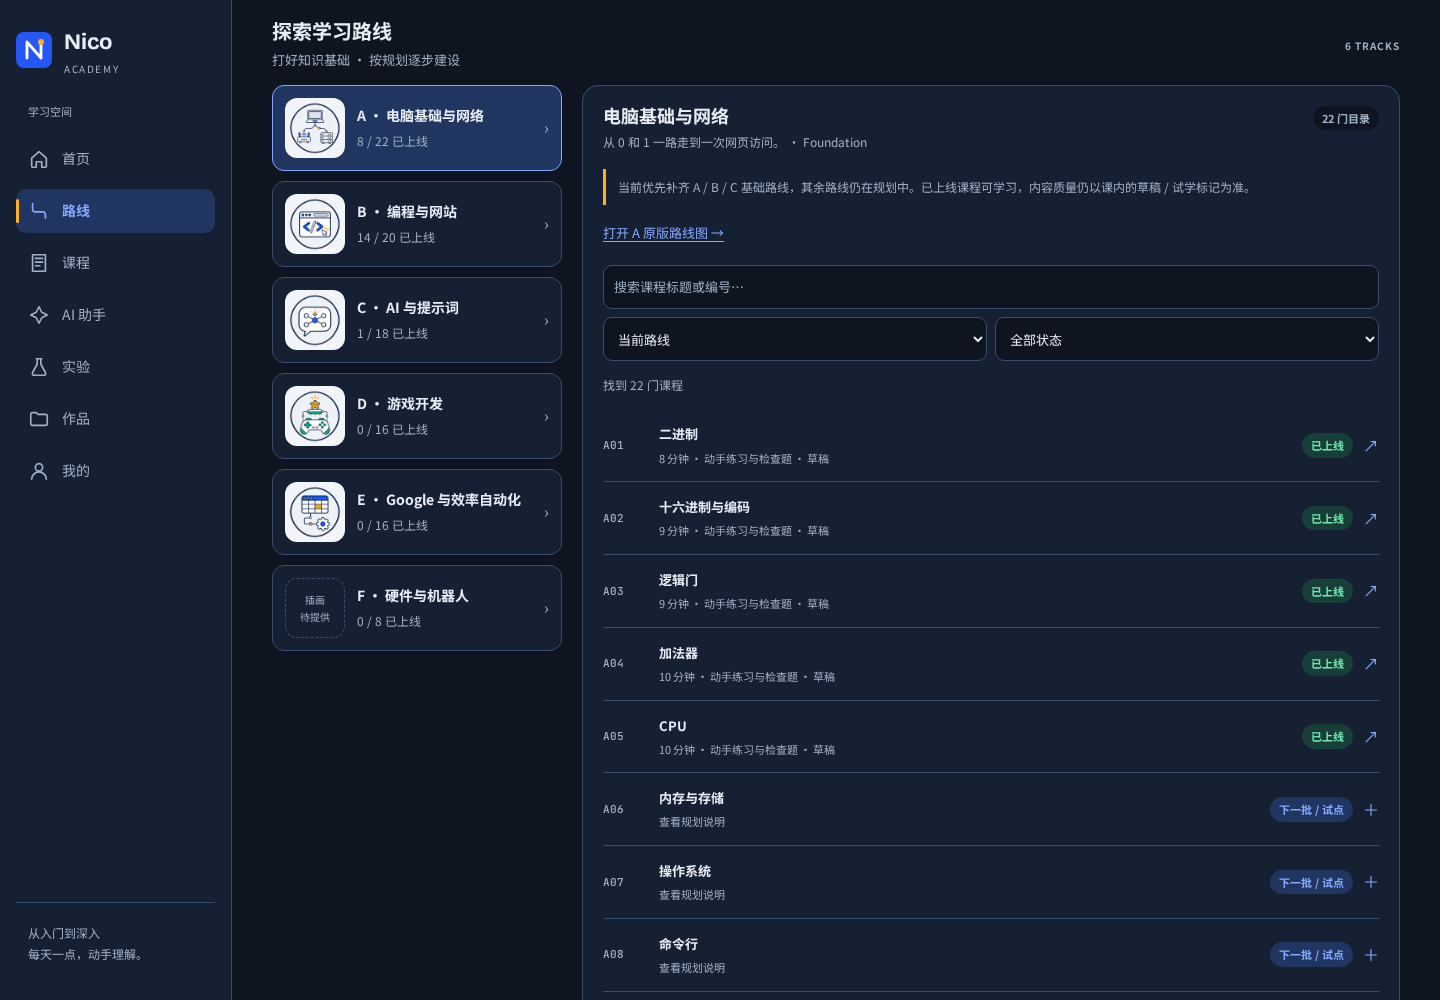 Nico
ACADEMY
学习空间
首页
路线
课程
AI 助手
实验
作品
我的
从入门到深入
每天一点，动手理解。
探索学习路线
打好知识基础 · 按规划逐步建设
6 TRACKS
A · 电脑基础与网络
8 / 22 已上线
B · 编程与网站
14 / 20 已上线
C · AI 与提示词
1 / 18 已上线
D · 游戏开发
0 / 16 已上线
E · Google 与效率自动化
0 / 16 已上线
插画
待提供
F · 硬件与机器人
0 / 8 已上线
电脑基础与网络
22 门目录
从 0 和 1 一路走到一次网页访问。 · Foundation
当前优先补齐 A / B / C 基础路线，其余路线仍在规划中。已上线课程可学习，内容质量仍以课内的草稿 / 试学标记为准。
打开 A 原版路线图 →
搜索课程标题或编号…
当前路线
全部状态
找到 22 门课程
A01
二进制
8 分钟 · 动手练习与检查题 · 草稿
已上线 ↗
A02
十六进制与编码
9 分钟 · 动手练习与检查题 · 草稿
已上线 ↗
A03
逻辑门
9 分钟 · 动手练习与检查题 · 草稿
已上线 ↗
A04
加法器
10 分钟 · 动手练习与检查题 · 草稿
已上线 ↗
A05
CPU
10 分钟 · 动手练习与检查题 · 草稿
已上线 ↗
A06
内存与存储
查看规划说明
下一批 / 试点 +
A07
操作系统
查看规划说明
下一批 / 试点 +
A08
命令行
查看规划说明
下一批 / 试点 +